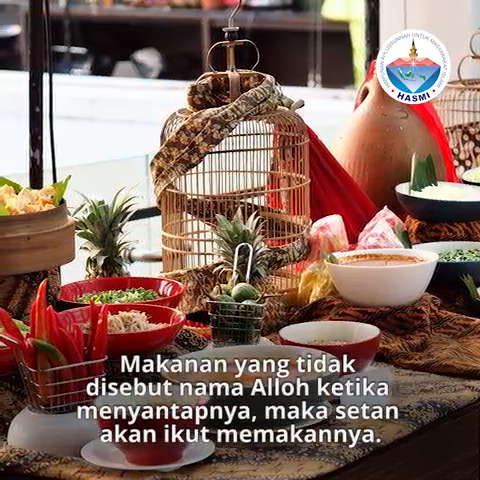 HASMI
Makanan yang tidak
disebut nama Alloh ketika
menyantapnya, maka setan
akan ikut memakannya.